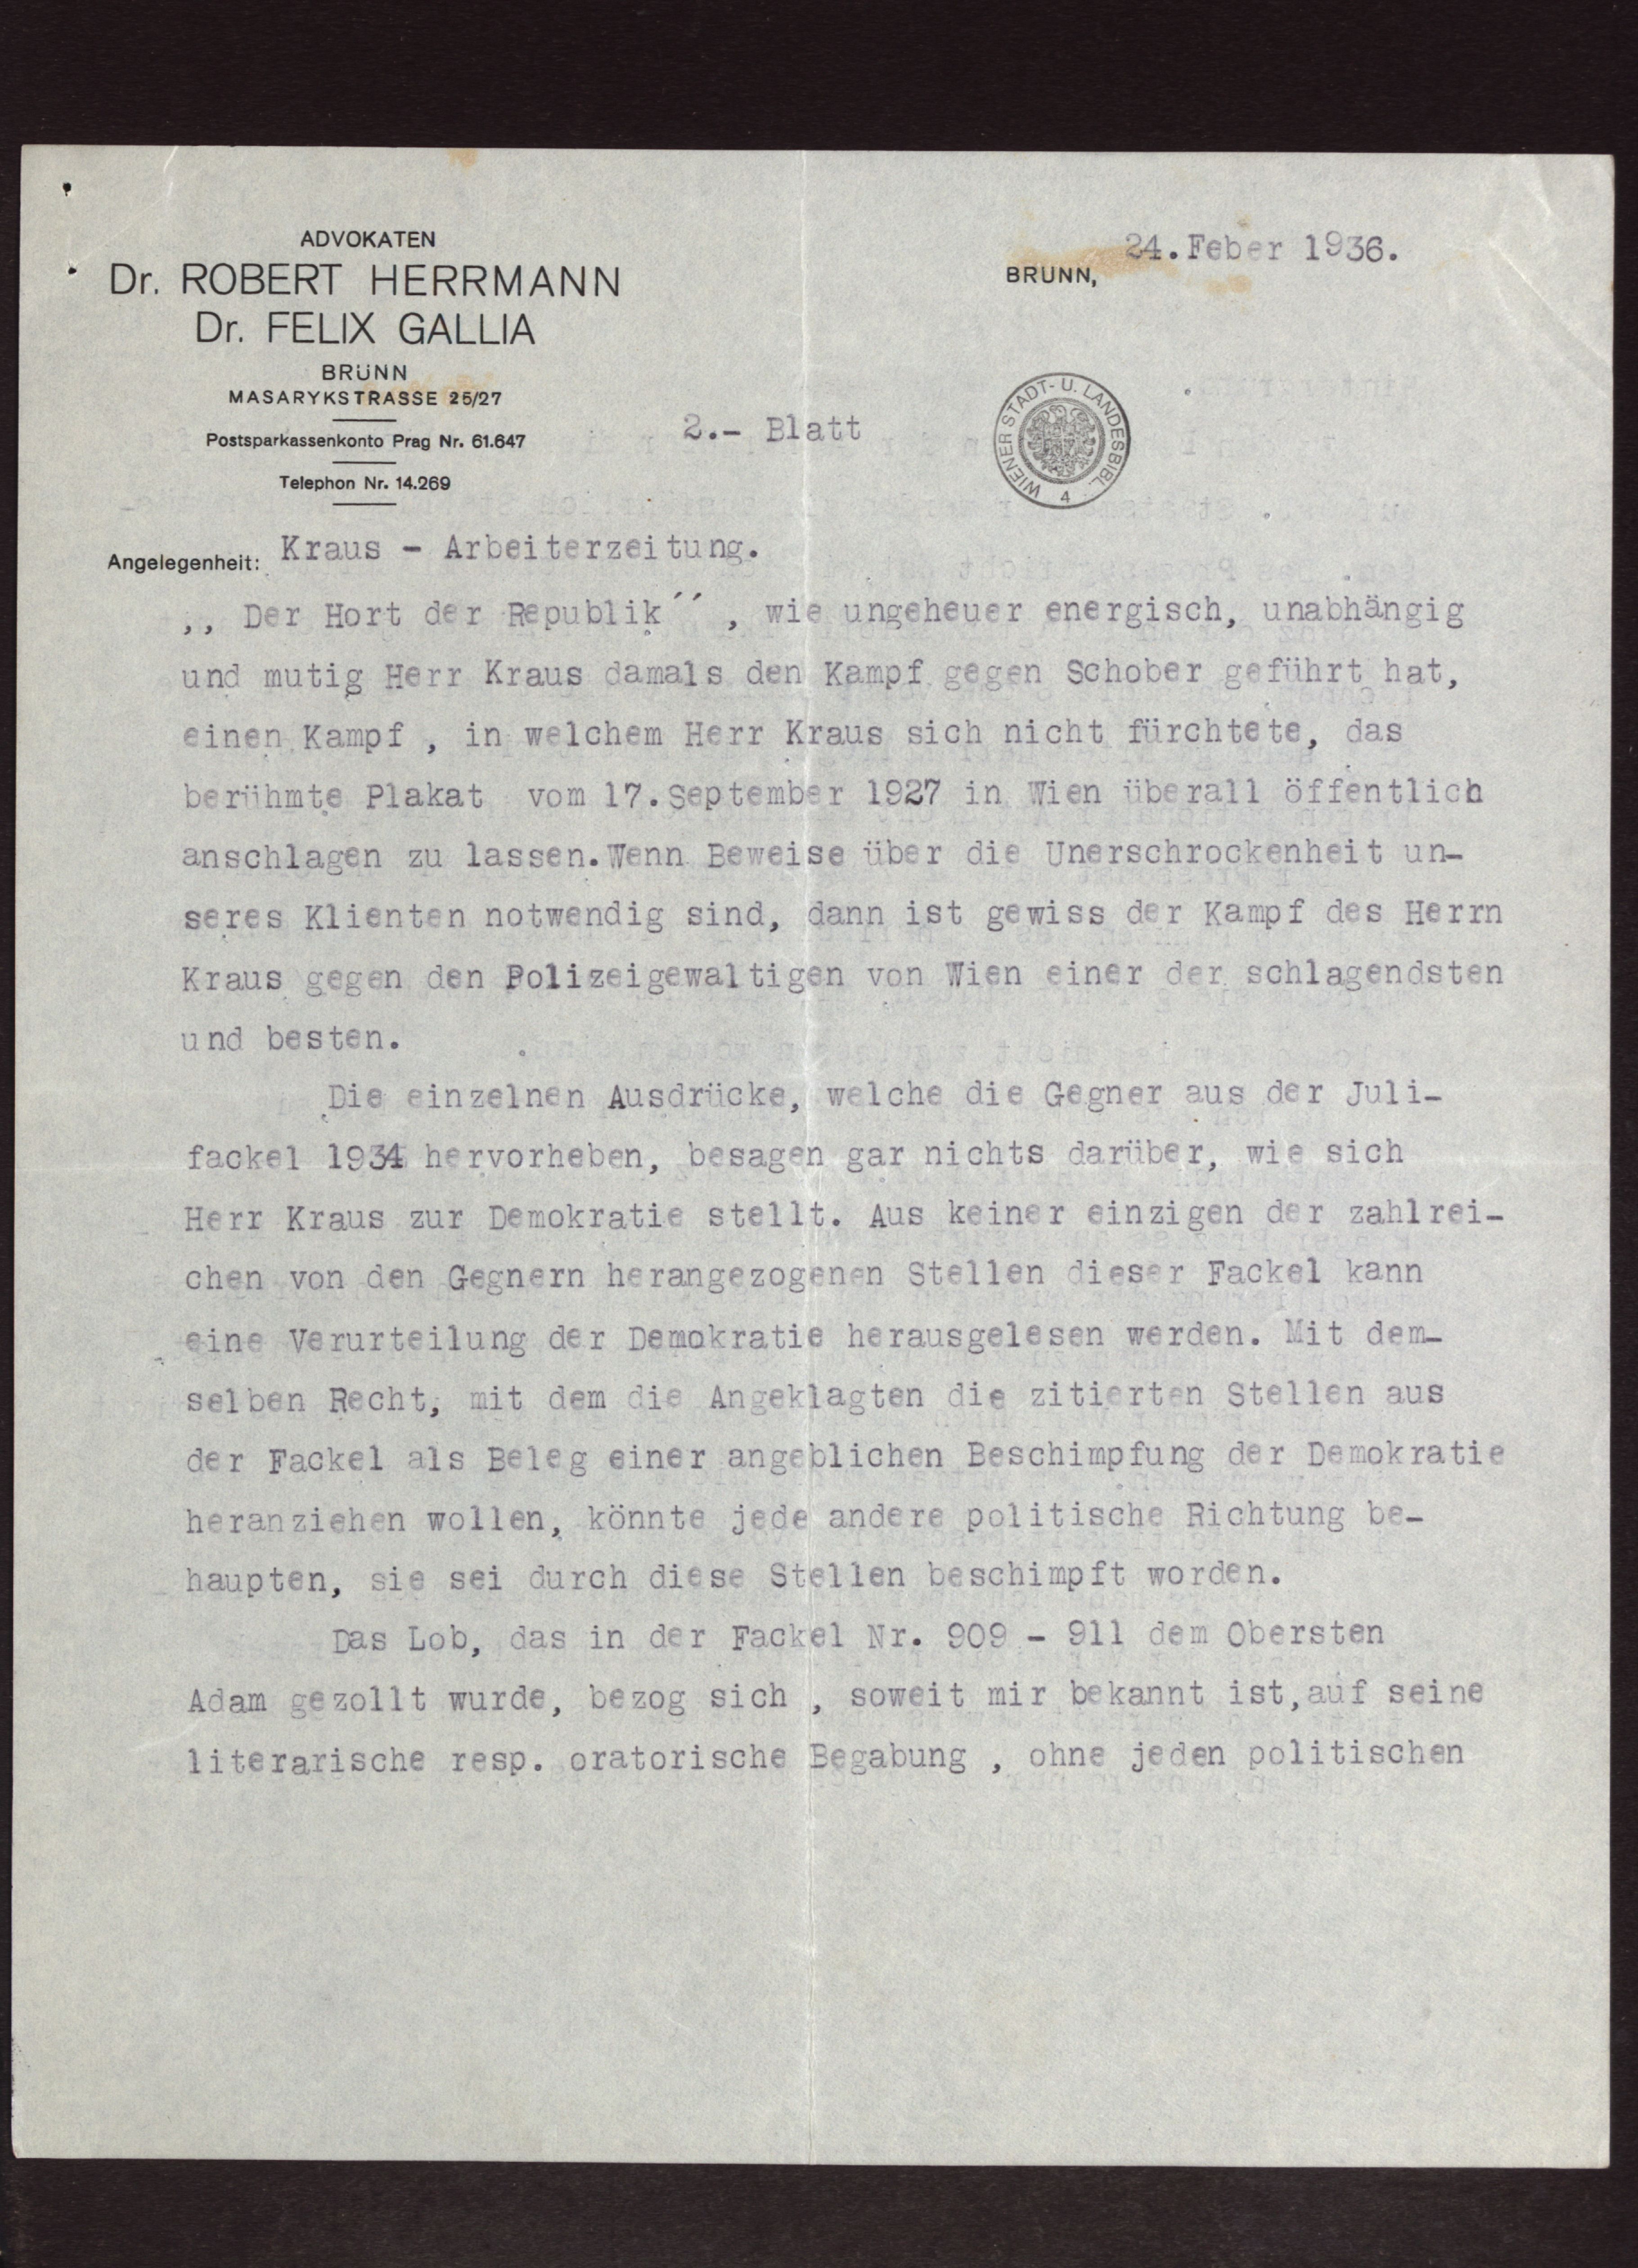 ADVOKATEN
Dr. ROBERT HERRMANN
Dr. FELIX GALLIA
BRÜNN
MASARYKSTRASSE 25/27
Postsparkassenkonto Prag Nr. 61.647
Telephon Nr. 14.269
BRÜNN, 24.Feber 1936.
2.- Blatt
WIENER STADT- U. LANDESBIBL.
4
Angelegenheit: Kraus - Arbeiterzeitung.
,, Der Hort der Republik´´ , wie ungeheuer energisch, unabhängig
und mutig Herr Kraus damals den Kampf gegen Schober geführt hat,
einen Kampf , in welchem Herr Kraus sich nicht fürchtete, das
berühmte Plakat vom 17.September 1927 in Wien überall öffentlich
anschlagen zu lassen.Wenn Beweise über die Unerschrockenheit un-
seres Klienten notwendig sind, dann ist gewiss der Kampf des Herrn
Kraus gegen den Polizeigewaltigen von Wien einer der schlagendsten
und besten.
Die einzelnen Ausdrücke, welche die Gegner aus der Juli-
fackel 1934 hervorheben, besagen gar nichts darüber, wie sich
Herr Kraus zur Demokratie stellt. Aus keiner einzigen der zahlrei-
chen von den Gegnern herangezogenen Stellen dieser Fackel kann
eine Verurteilung der Demokratie herausgelesen werden. Mit dem-
selben Recht, mit dem die Angeklagten die zitierten Stellen aus
der Fackel als Beleg einer angeblichen Beschimpfung der Demokratie
heranziehen wollen, könnte jede andere politische Richtung be-
haupten, sie sei durch diese Stellen beschimpft worden.
Das Lob, das in der Fackel Nr. 909 - 911 dem Obersten
Adam gezollt wurde, bezog sich , soweit mir bekannt ist,auf seine
literarische resp. oratorische Begabung , ohne jeden politischen